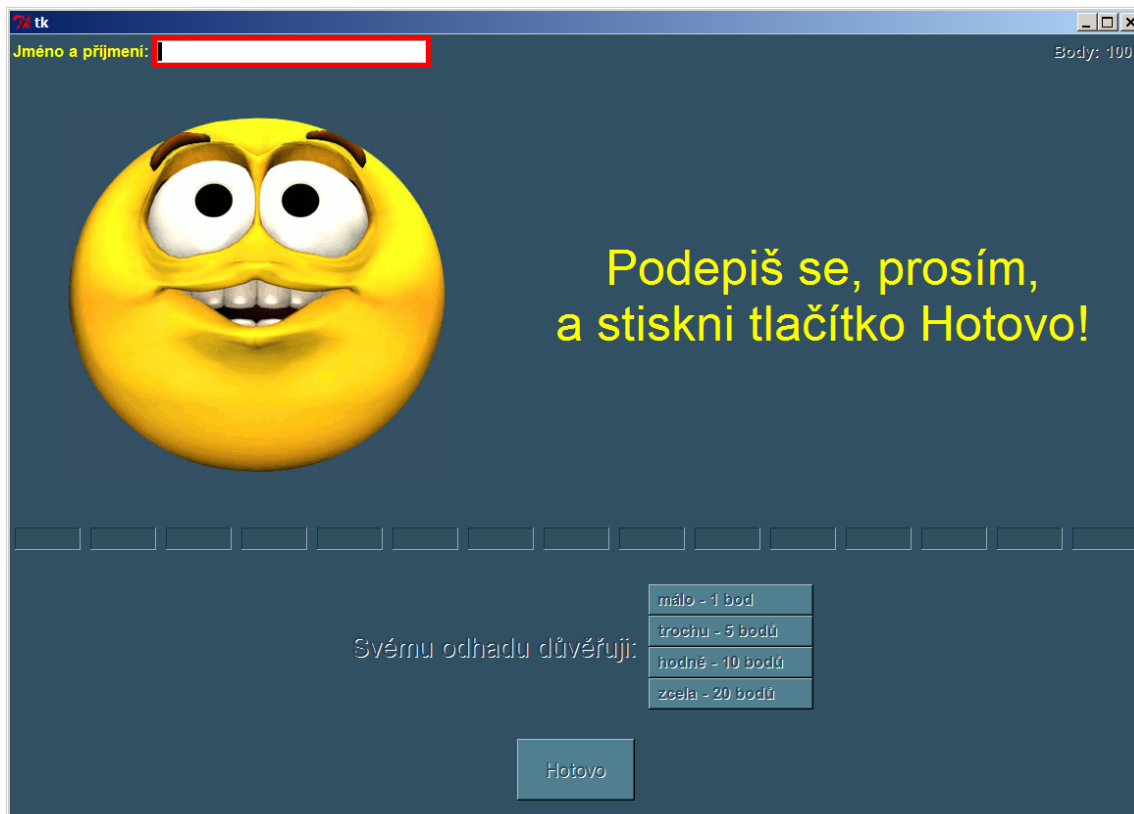 tk
Jméno a příjmení:
Body: 100
Podepiš se, prosím,
a stiskni tlačítko Hotovo!
Svému odhadu důvěřuji:
málo - 1 bod
trochu - 5 bodů
hodně - 10 bodů
zcela - 20 bodů
Hotovo